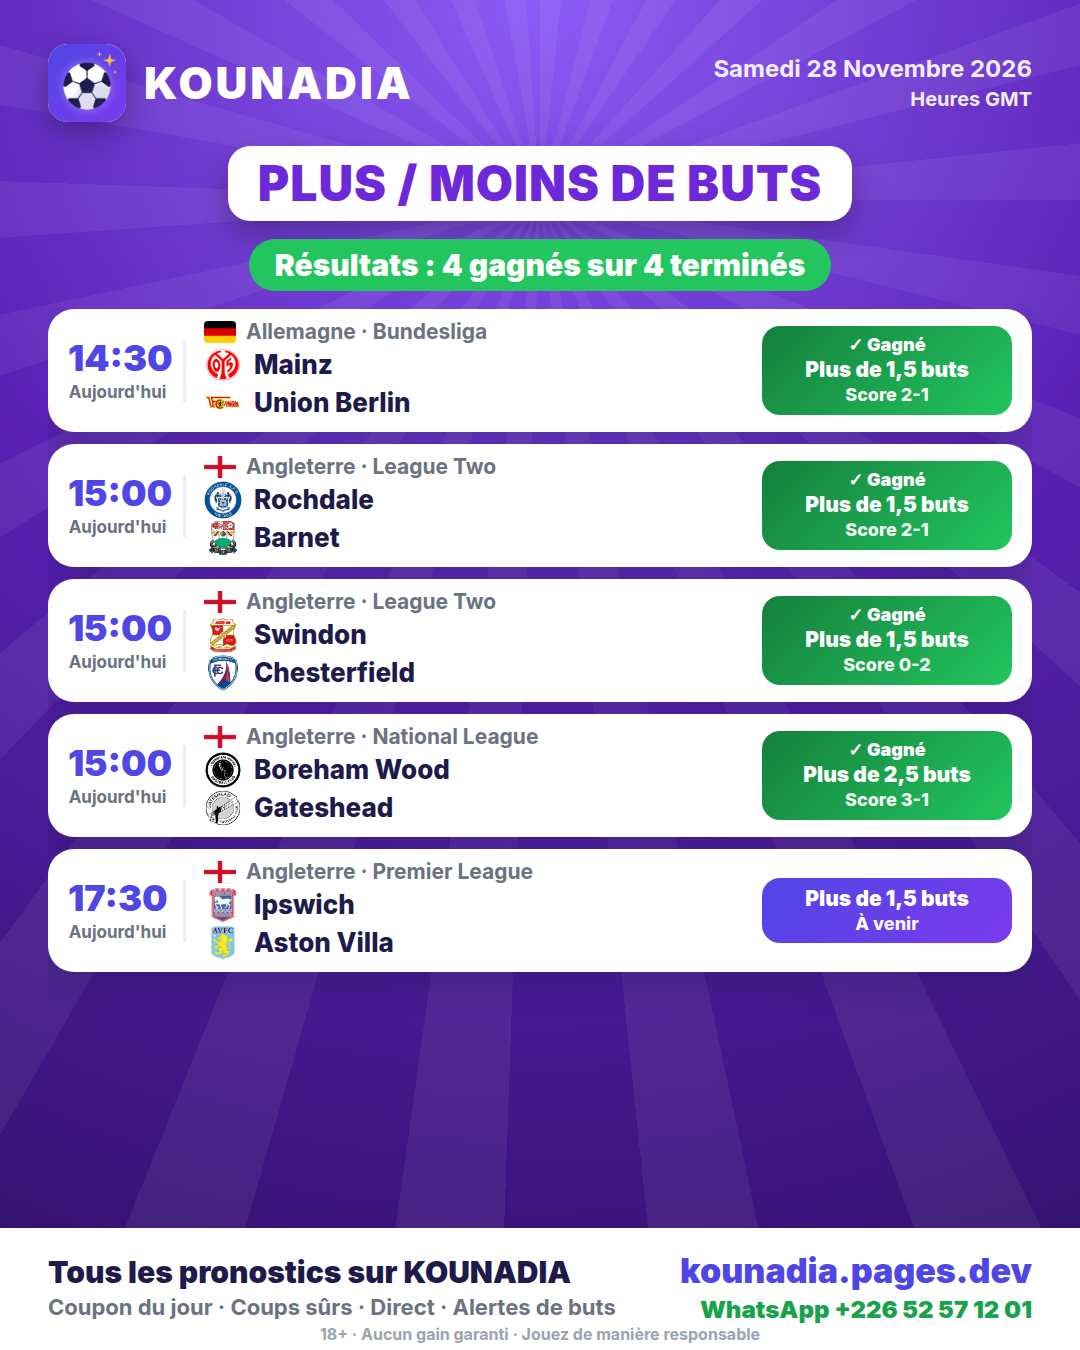 KOUNADIA
Samedi 28 Novembre 2026
Heures GMT
PLUS / MOINS DE BUTS
Résultats : 4 gagnés sur 4 terminés
14:30
Aujourd'hui
Allemagne · Bundesliga
Mainz
Union Berlin
✓ Gagné
Plus de 1,5 buts
Score 2-1
15:00
Aujourd'hui
Angleterre · League Two
Rochdale
Barnet
✓ Gagné
Plus de 1,5 buts
Score 2-1
15:00
Aujourd'hui
Angleterre · League Two
Swindon
Chesterfield
✓ Gagné
Plus de 1,5 buts
Score 0-2
15:00
Aujourd'hui
Angleterre · National League
Boreham Wood
Gateshead
✓ Gagné
Plus de 2,5 buts
Score 3-1
17:30
Aujourd'hui
Angleterre · Premier League
Ipswich
AVFC
Aston Villa
Plus de 1,5 buts
À venir
Tous les pronostics sur KOUNADIA
kounadia.pages.dev
Coupon du jour · Coups sûrs · Direct · Alertes de buts
WhatsApp +226 52 57 12 01
18+ · Aucun gain garanti · Jouez de manière responsable